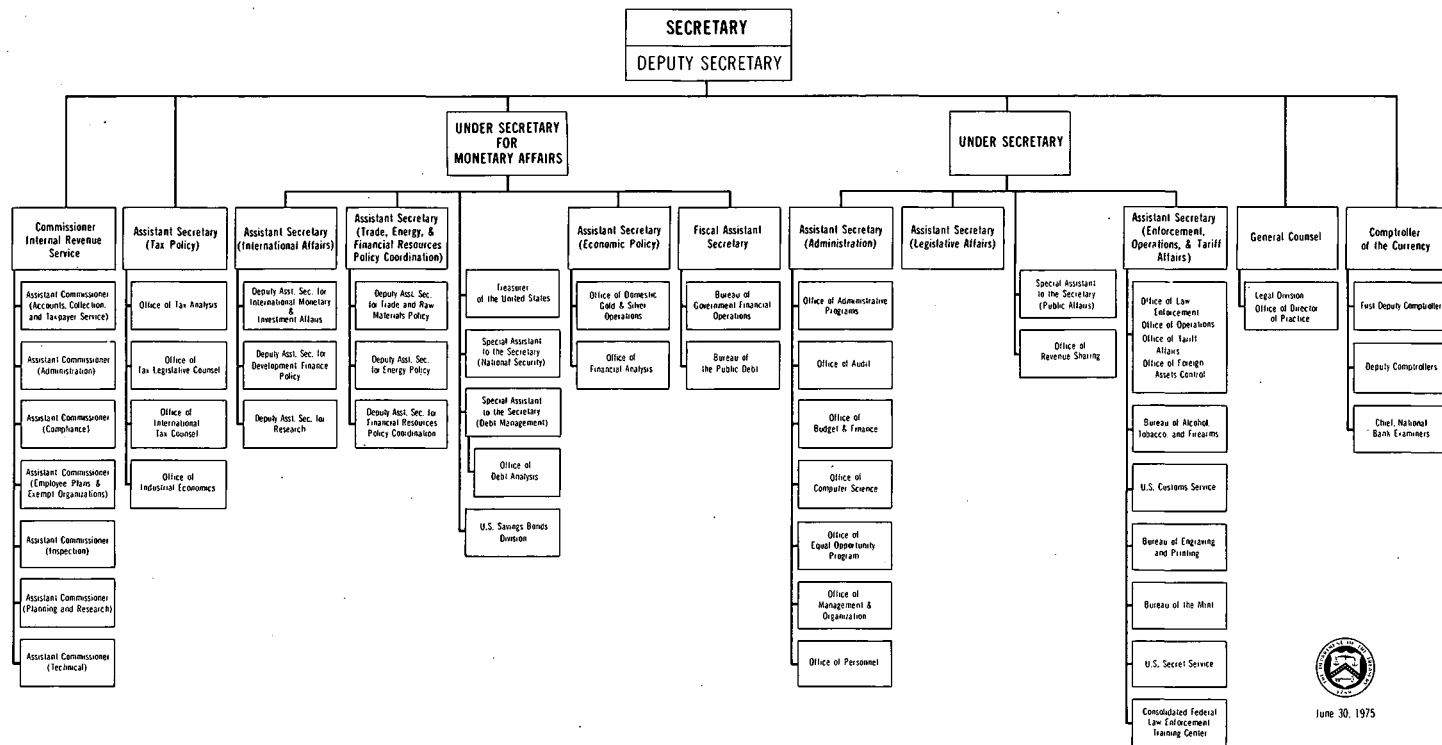 SECRETARY
DEPUTY SECRETARY
UNDER SECRETARY
FOR
MONETARY AFFAIRS
UNDER SECRETARY
Commissioner
Internal Revenue
Service
Assistant Commissioner
(Accounts, Collection,
and Taxpayer Service)
Assistant Commissioner
(Administration)
Assistant Commissioner
(Compliance)
Assistant Commissioner
(Employee Plans &
Exempt Organizations)
Assistant Commissioner
(Inspection)
Assistant Commissioner
(Planning and Research)
Assistant Commissioner
(Technical)
Assistant Secretary
(Tax Policy)
Office of Tax Analysis
Office of
Tax Legislative Counsel
Office of
International
Tax Counsel
Office of
Industrial Economics
Assistant Secretary
(International Affairs)
Deputy Asst. Sec. for
International Monetary
&
Investment Affairs
Deputy Asst. Sec. for
Development Finance
Policy
Deputy Asst. Sec. for
Research
Assistant Secretary
(Trade, Energy, &
Financial Resources
Policy Coordination)
Deputy Asst. Sec.
for Trade and Raw
Materials Policy
Deputy Asst. Sec.
for Energy Policy
Deputy Asst. Sec. for
Financial Resources
Policy Coordination
Treasurer
of the United States
Special Assistant
to the Secretary
(National Security)
Special Assistant
to the Secretary
(Debt Management)
Office of
Debt Analysis
U.S. Savings Bonds
Division
Assistant Secretary
(Economic Policy)
Office of Domestic
Gold & Silver
Operations
Office of
Financial Analysis
Fiscal Assistant
Secretary
Bureau of
Government Financial
Operations
Bureau of
the Public Debt
Assistant Secretary
(Administration)
Office of Administrative
Programs
Office of Audit
Office of
Budget & Finance
Office of
Computer Science
Office of
Equal Opportunity
Program
Office of
Management &
Organization
Office of Personnel
Assistant Secretary
(Legislative Affairs)
Special Assistant
to the Secretary
(Public Affairs)
Office of
Revenue Sharing
Assistant Secretary
(Enforcement,
Operations, & Tariff
Affairs)
Office of Law
Enforcement
Office of Operations
Office of Tariff
Affairs
Office of Foreign
Assets Control
Bureau of Alcohol,
Tobacco, and Firearms
U.S. Customs Service
Bureau of Engraving
and Printing
Bureau of the Mint
U.S. Secret Service
Consolidated Federal
Law Enforcement
Training Center
General Counsel
Legal Division
Office of Director
of Practice
Comptroller
of the Currency
First Deputy Comptroller
Deputy Comptrollers
Chief, National
Bank Examiners
THE DEPARTMENT OF THE TREASURY
1789
June 30, 1975